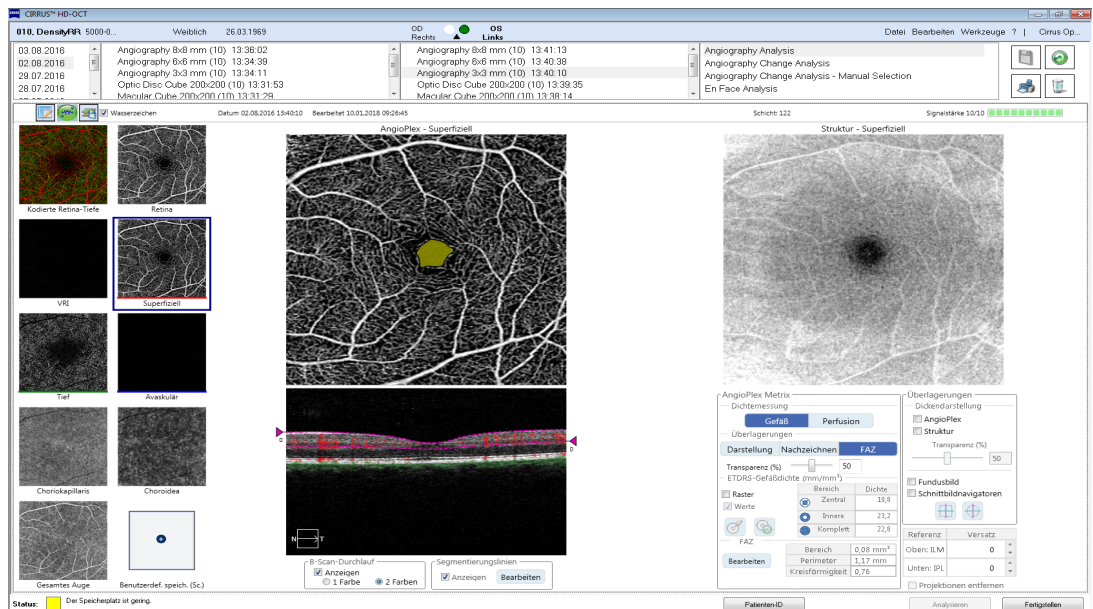 ZEISS CIRRUS™ HD-OCT
010, DensityRR 5000-0... Weiblich 26.03.1969 OD Rechts OS Links Datei Bearbeiten Werkzeuge ? | Cirrus Op...
03.08.2016
02.08.2016
29.07.2016
28.07.2016
Angiography 8x8 mm (10) 13:36:02
Angiography 6x6 mm (10) 13:34:39
Angiography 3x3 mm (10) 13:34:11
Optic Disc Cube 200x200 (10) 13:31:53
Macular Cube 200x200 (10) 13:31:29
Angiography 8x8 mm (10) 13:41:13
Angiography 6x6 mm (10) 13:40:38
Angiography 3x3 mm (10) 13:40:10
Optic Disc Cube 200x200 (10) 13:39:35
Macular Cube 200x200 (10) 13:38:14
Angiography Analysis
Angiography Change Analysis
Angiography Change Analysis - Manual Selection
En Face Analysis
Wasserzeichen Datum 02.08.2016 13:40:10 Bearbeitet 10.01.2018 09:26:45 Schicht: 122 Signalstärke 10/10
Kodierte Retina-Tiefe
Retina
VRI
Superfiziell
Tief
Avaskulär
Choriokapillaris
Choroidea
Gesamtes Auge
Benutzerdef. speich. (Sc.)
AngioPlex - Superfiziell
N T
B-Scan-Durchlauf
Anzeigen
1 Farbe 2 Farben
Segmentierungslinien
Anzeigen Bearbeiten
Struktur - Superfiziell
AngioPlex Metrix
Dichtemessung
Gefäß Perfusion
Überlagerungen
Darstellung Nachzeichnen FAZ
Transparenz (%) 50
ETDRS-Gefäßdichte (mm/mm²)
Raster
Werte
Bereich Dichte
Zentral 19,8
Innere 23,2
Komplett 22,8
FAZ
Bearbeiten
Bereich 0,08 mm²
Perimeter 1,17 mm
Kreisförmigkeit 0,76
Überlagerungen
Dickendarstellung
AngioPlex
Struktur
Transparenz (%)
50
Fundusbild
Schnittbildnavigatoren
Referenz Versatz
Oben: ILM 0
Unten: IPL 0
Projektionen entfernen
Status: Der Speicherplatz ist gering.
Patienten-ID
Analysieren
Fertigstellen